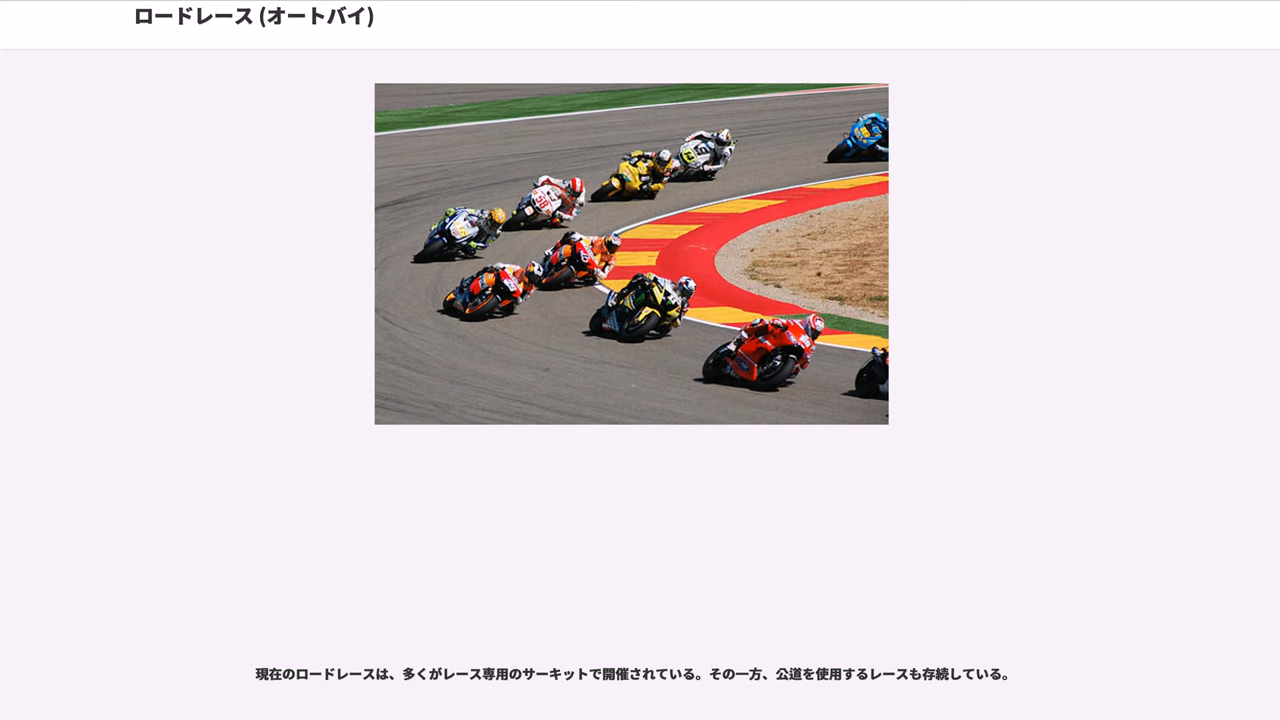 ロードレース (オートバイ)
58
現在のロードレースは、多くがレース専用のサーキットで開催されている。その一方、公道を使用するレースも存続している。